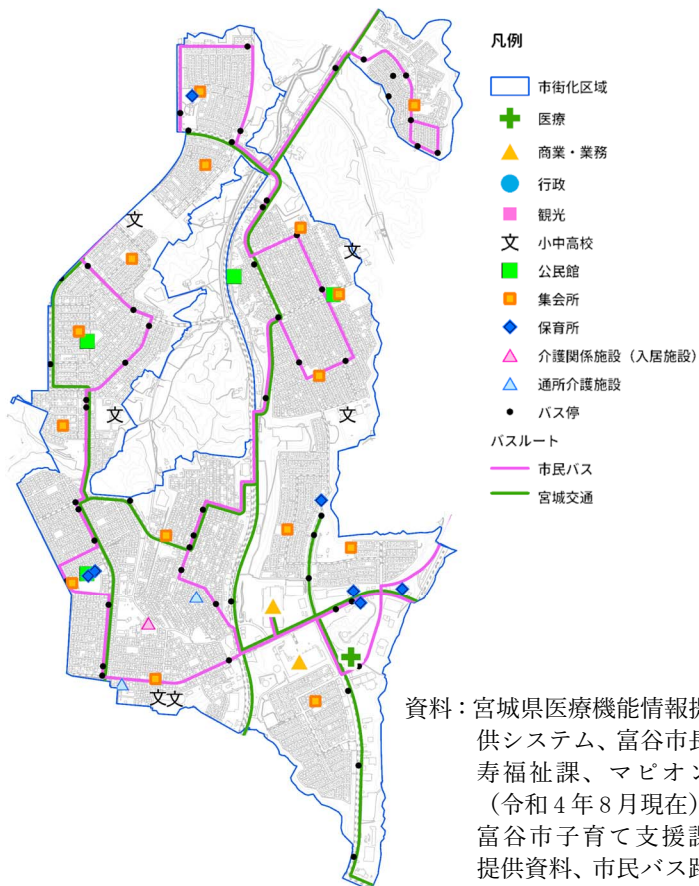 凡例
市街化区域
医療
商業・業務
行政
観光
文 小中高校
公民館
集会所
保育所
介護関係施設（入居施設）
通所介護施設
バス停
バスルート
市民バス
宮城交通
文
文
文
文
文文
資料：宮城県医療機能情報提
供システム、富谷市長
寿福祉課、マピオン
（令和４年８月現在）
富谷市子育て支援課
提供資料、市民バス路